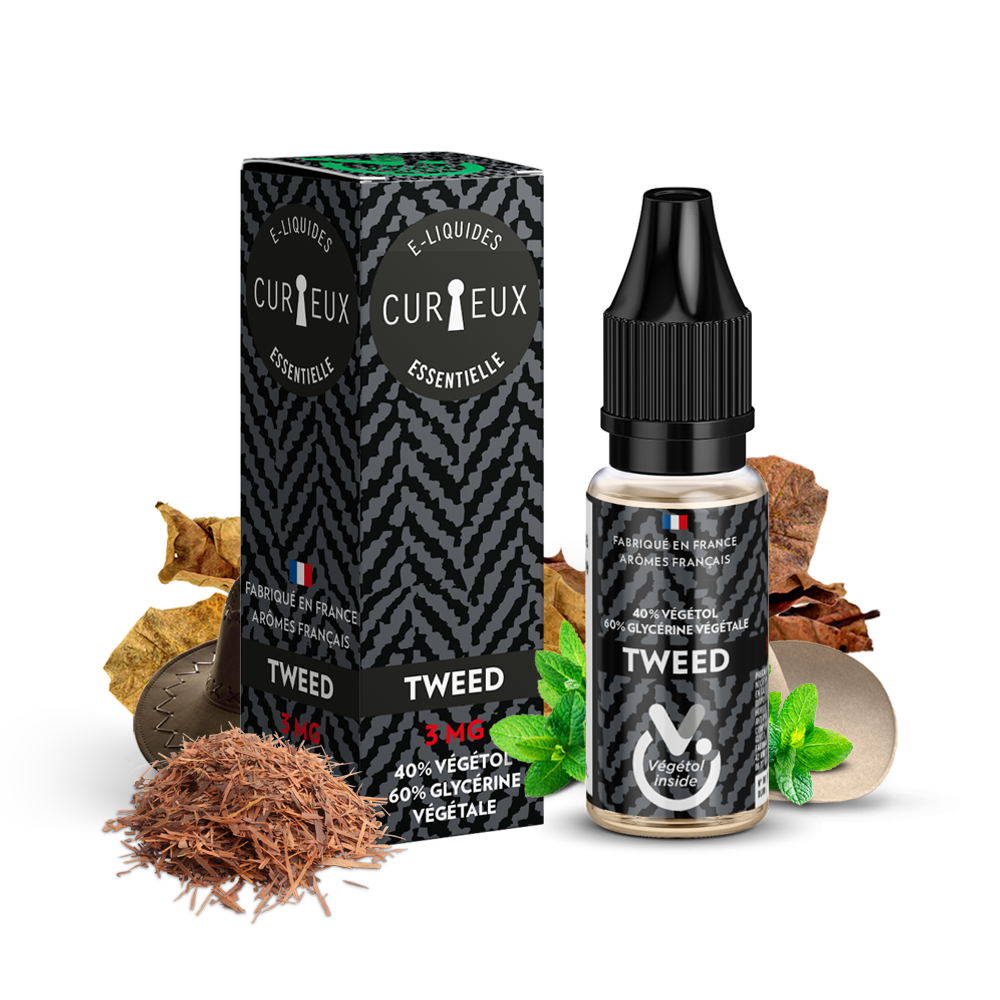 E-LIQUIDES
CURIEUX
ESSENTIELLE
FABRIQUÉ EN FRANCE
ARÔMES FRANÇAIS
TWEED
3 MG
E-LIQUIDES
CURIEUX
ESSENTIELLE
TWEED
3 MG
40% VÉGÉTOL
60% GLYCÉRINE
VÉGÉTALE
FABRIQUÉ EN FRANCE
ARÔMES FRANÇAIS
40% VÉGÉTOL
60% GLYCÉRINE VÉGÉTALE
TWEED
Végétol
inside